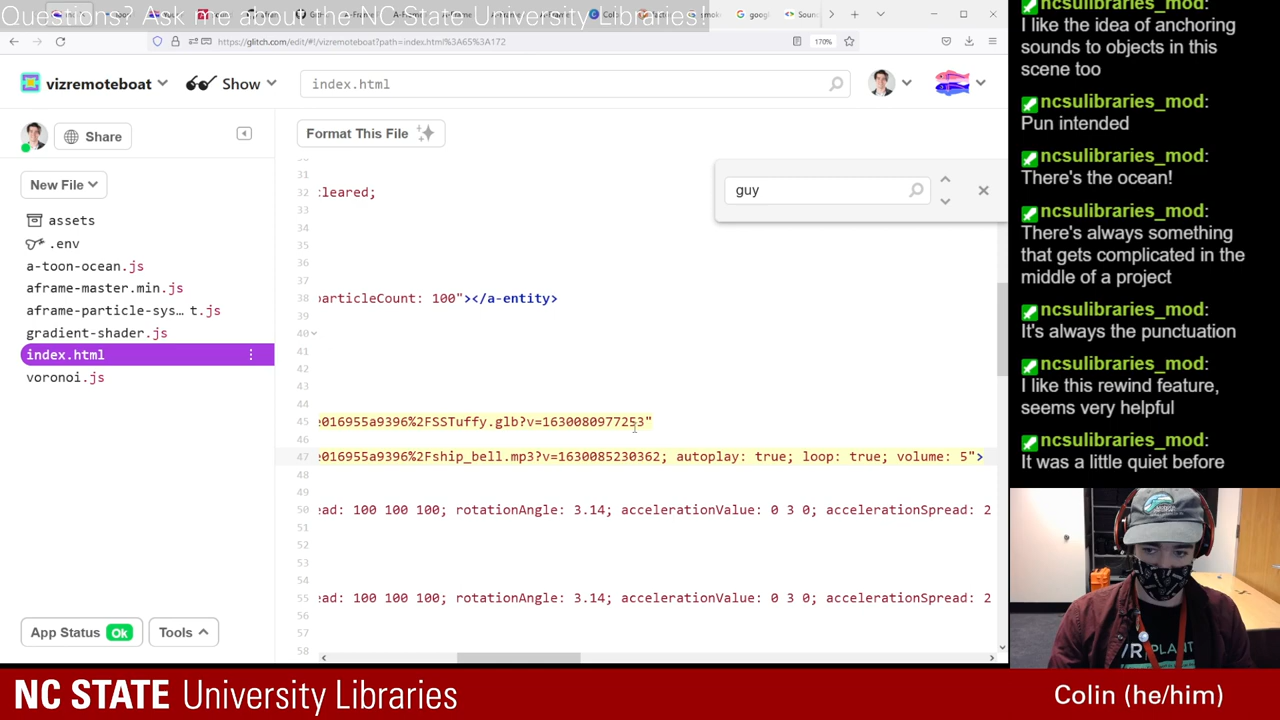 Questions? Ask me about the NC State University Libraries!
https://glitch.com/edit/#!/vizremoteboat?path=index.html%3A65%3A172
170%
vizremoteboat
Show
index.html
Share
Format This File
New File
guy
assets
.env
a-toon-ocean.js
aframe-master.min.js
aframe-particle-sys… t.js
gradient-shader.js
index.html
voronoi.js
31
32 cleared;
33
34
35
36
37
38 particleCount: 100"></a-entity>
39
40
41
42
43
44
45 e016955a9396%2FSSTuffy.glb?v=1630080977253"
46
47 e016955a9396%2Fship_bell.mp3?v=1630085230362; autoplay: true; loop: true; volume: 5">
48
49
50 ead: 100 100 100; rotationAngle: 3.14; accelerationValue: 0 3 0; accelerationSpread: 2
51
52
53
54
55 ead: 100 100 100; rotationAngle: 3.14; accelerationValue: 0 3 0; accelerationSpread: 2
56
57
58
App Status Ok
Tools
ncsulibraries_mod:
I like the idea of anchoring
sounds to objects in this
scene too
ncsulibraries_mod:
Pun intended
ncsulibraries_mod:
There's the ocean!
ncsulibraries_mod:
There's always something
that gets complicated in the
middle of a project
ncsulibraries_mod:
It's always the punctuation
ncsulibraries_mod:
I like this rewind feature,
seems very helpful
ncsulibraries_mod:
It was a little quiet before
NC STATE University Libraries
Colin (he/him)